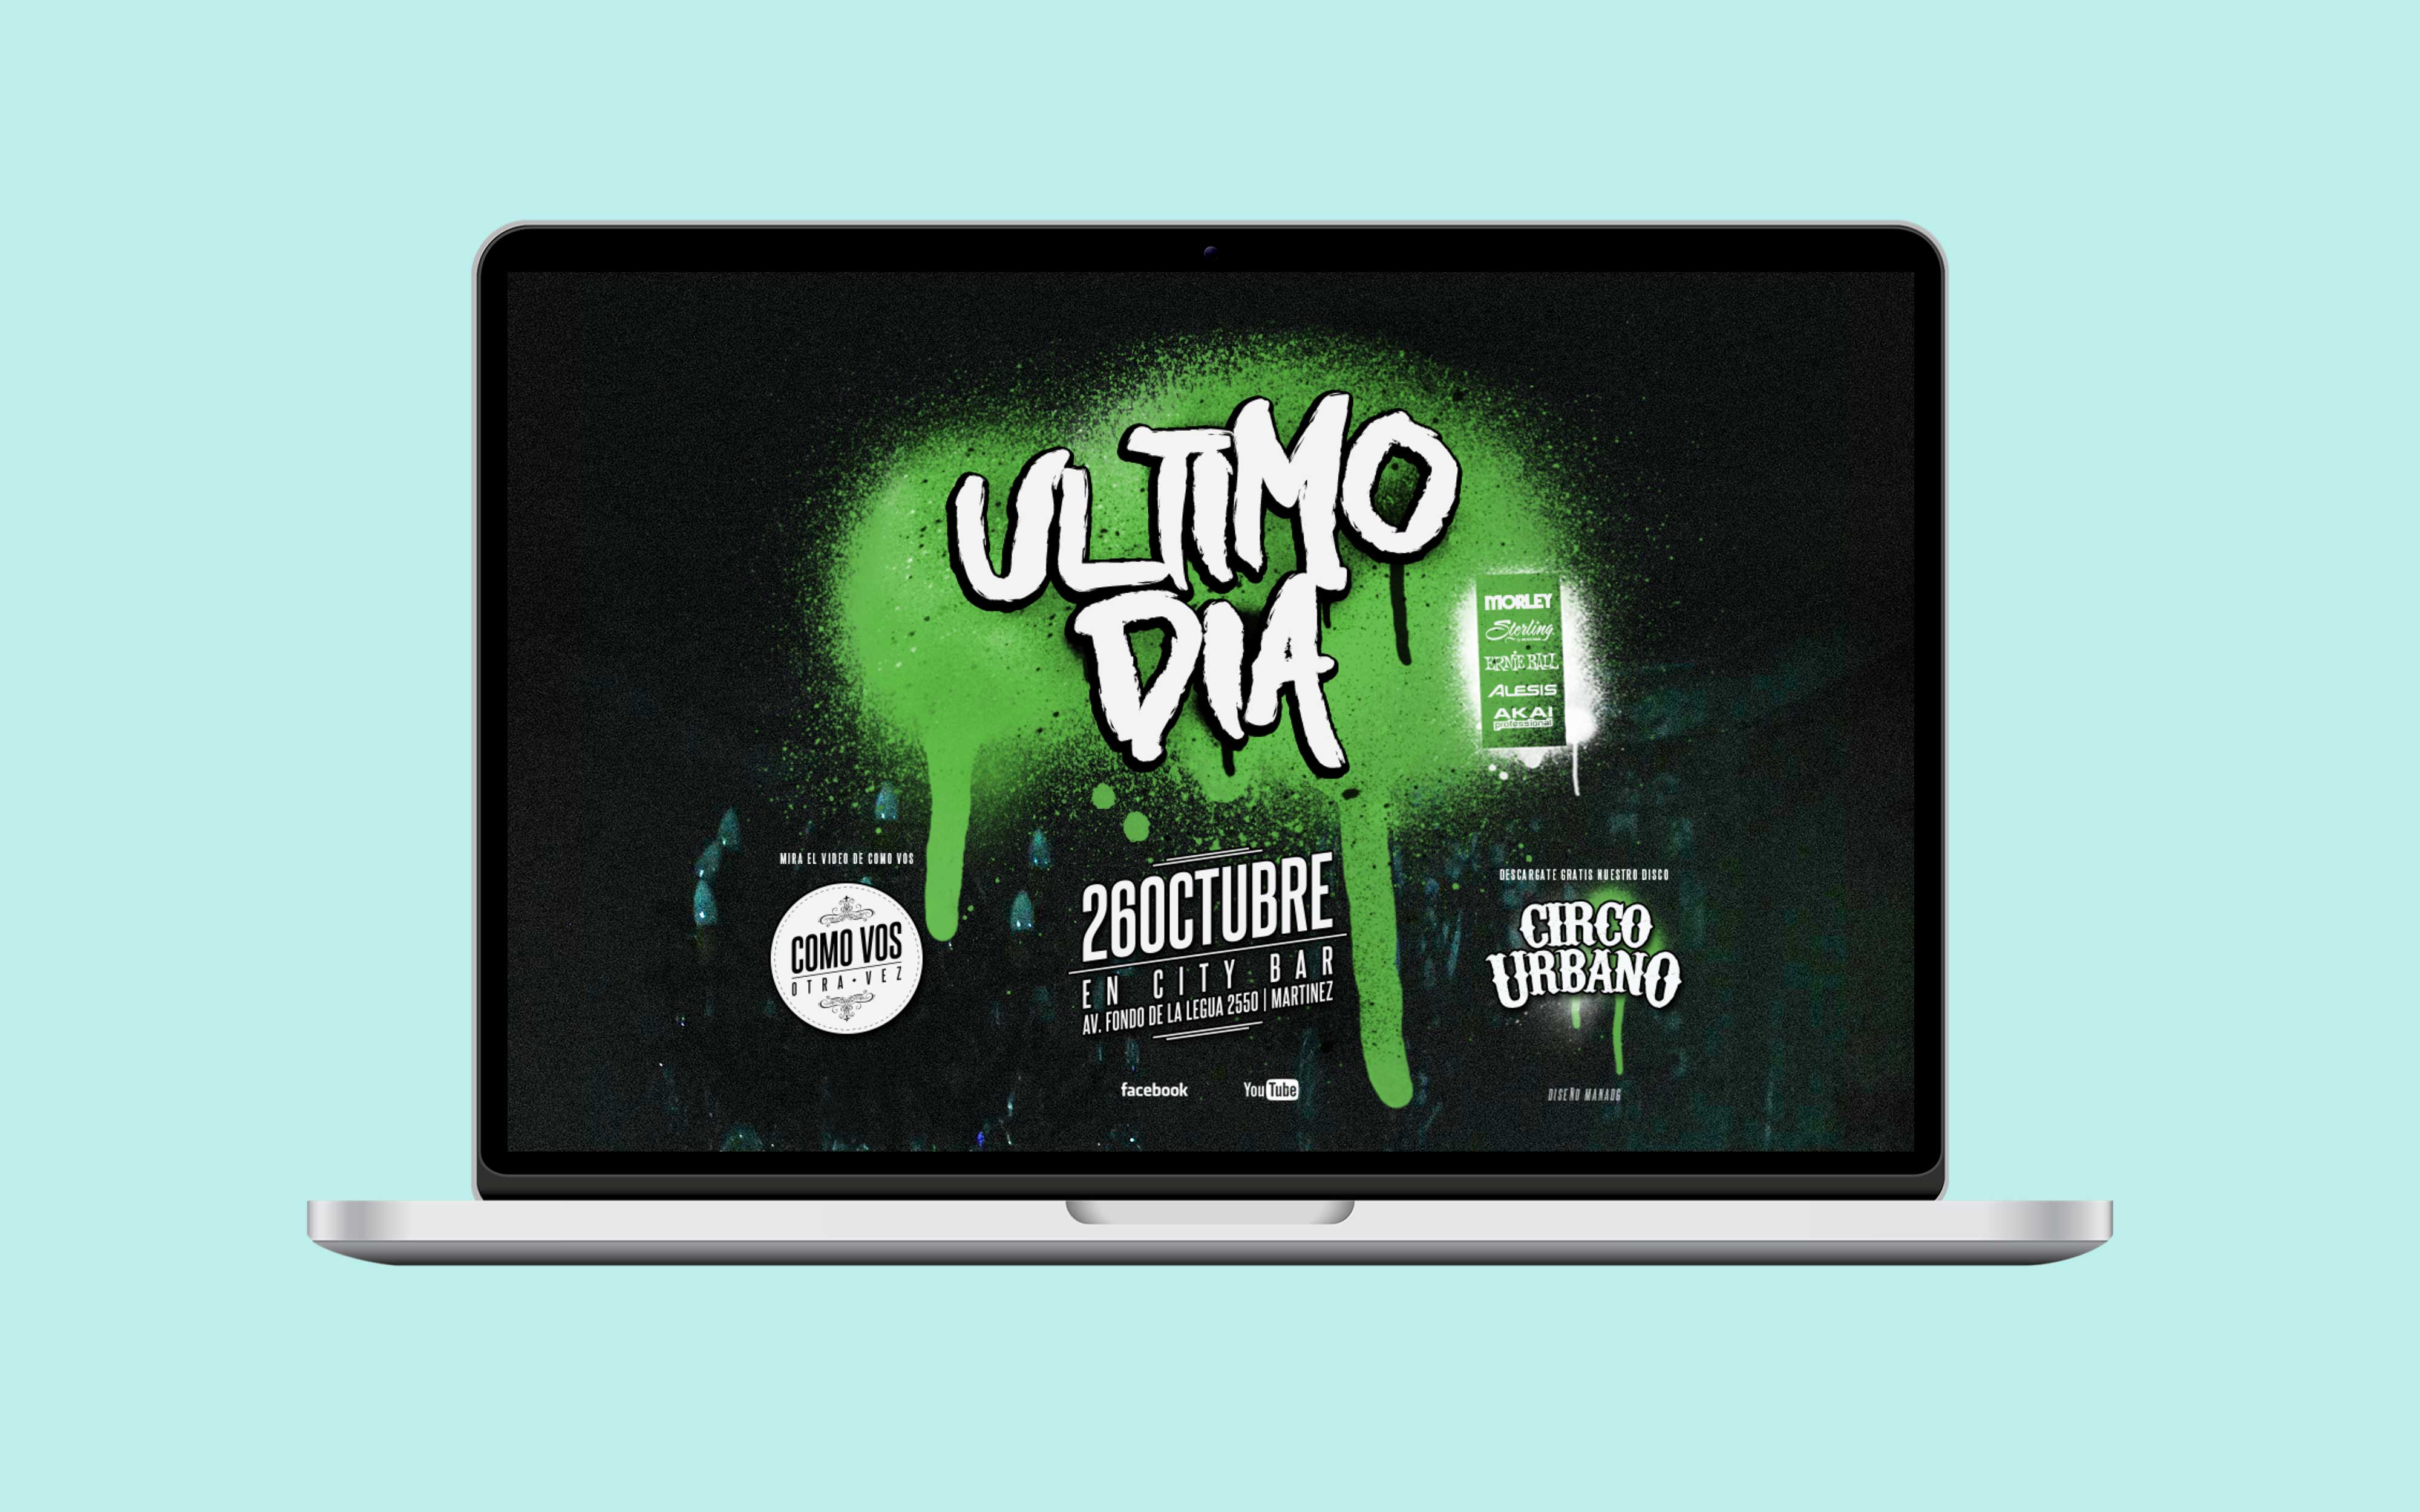 ULTIMO
DIA
MORLEY
Sterling
ERNIE BALL
ALESIS
AKAI
professional
MIRA EL VIDEO DE COMO VOS
COMO VOS
OTRA • VEZ
26OCTUBRE
EN CITY BAR
AV. FONDO DE LA LEGUA 2550 | MARTINEZ
DESCARGATE GRATIS NUESTRO DISCO
CIRCO
URBANO
facebook
YouTube
DISEÑO MANADG